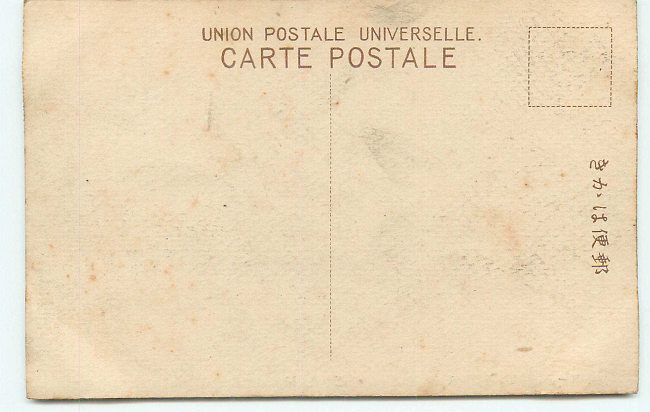 UNION POSTALE UNIVERSELLE.
CARTE POSTALE
きかは便郵